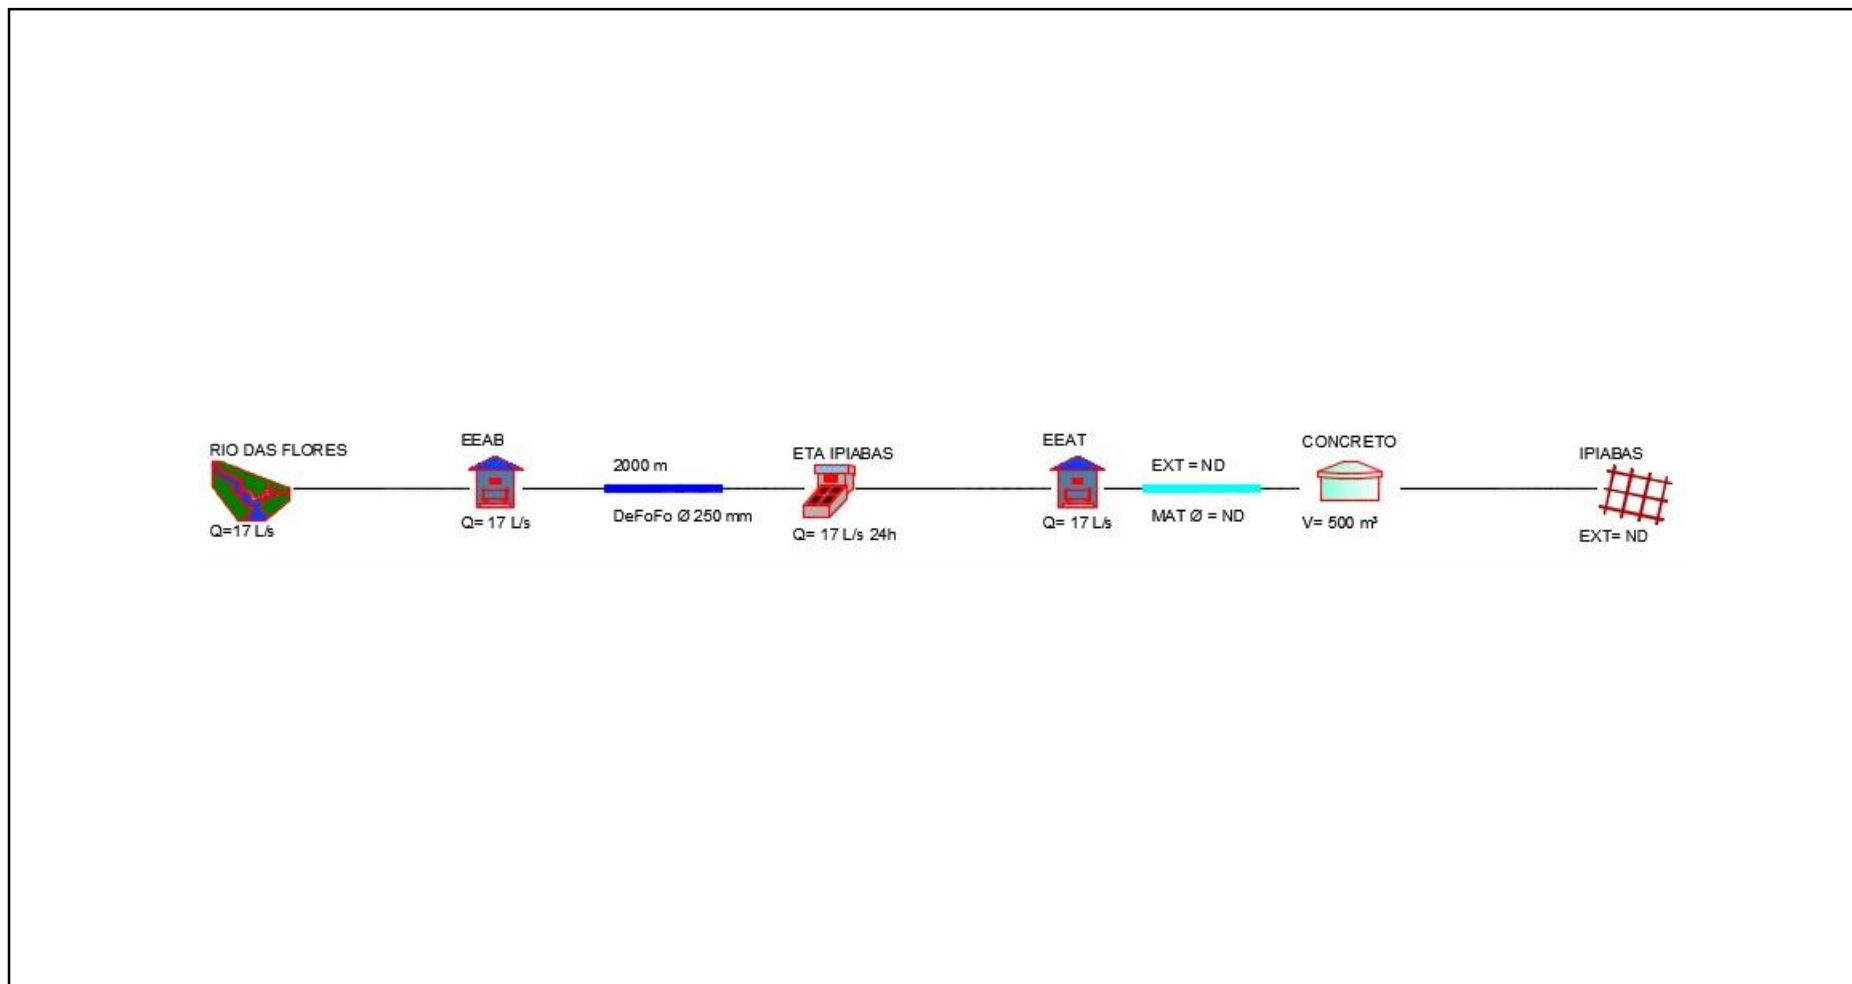 RIO DAS FLORES
Q=17 L/s
EEAB
Q= 17 L/s
2000 m
DeFoFo Ø 250 mm
ETA IPIABAS
Q= 17 L/s 24h
EEAT
Q= 17 L/s
EXT = ND
MAT Ø = ND
CONCRETO
V= 500 m³
IPIABAS
EXT= ND